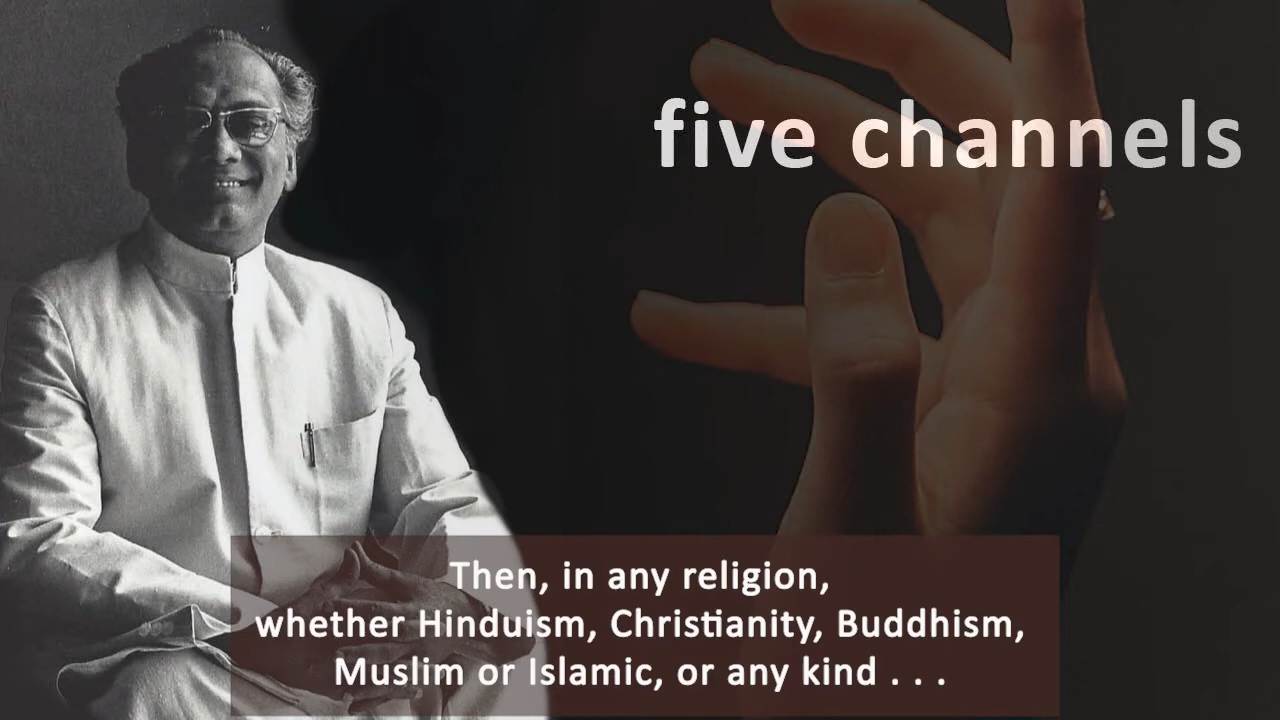 five channels
Then, in any religion,
whether Hinduism, Christianity, Buddhism,
Muslim or Islamic, or any kind . . .